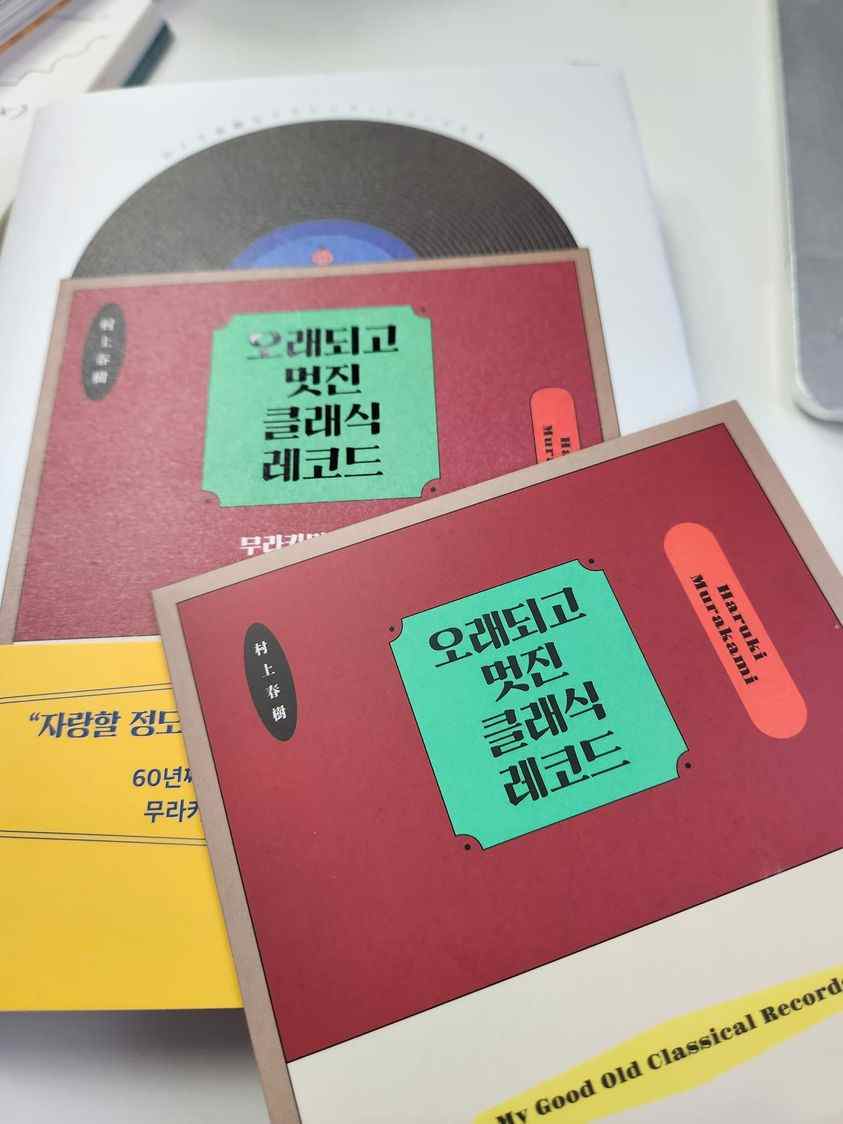 村上春樹
오래되고
멋진
클래식
레코드
Ha
Mura
무라카미
“자랑할 정도
60년째
무라카
村上春樹
오래되고
멋진
클래식
레코드
Haruki
Murakami
My Good Old Classical Records